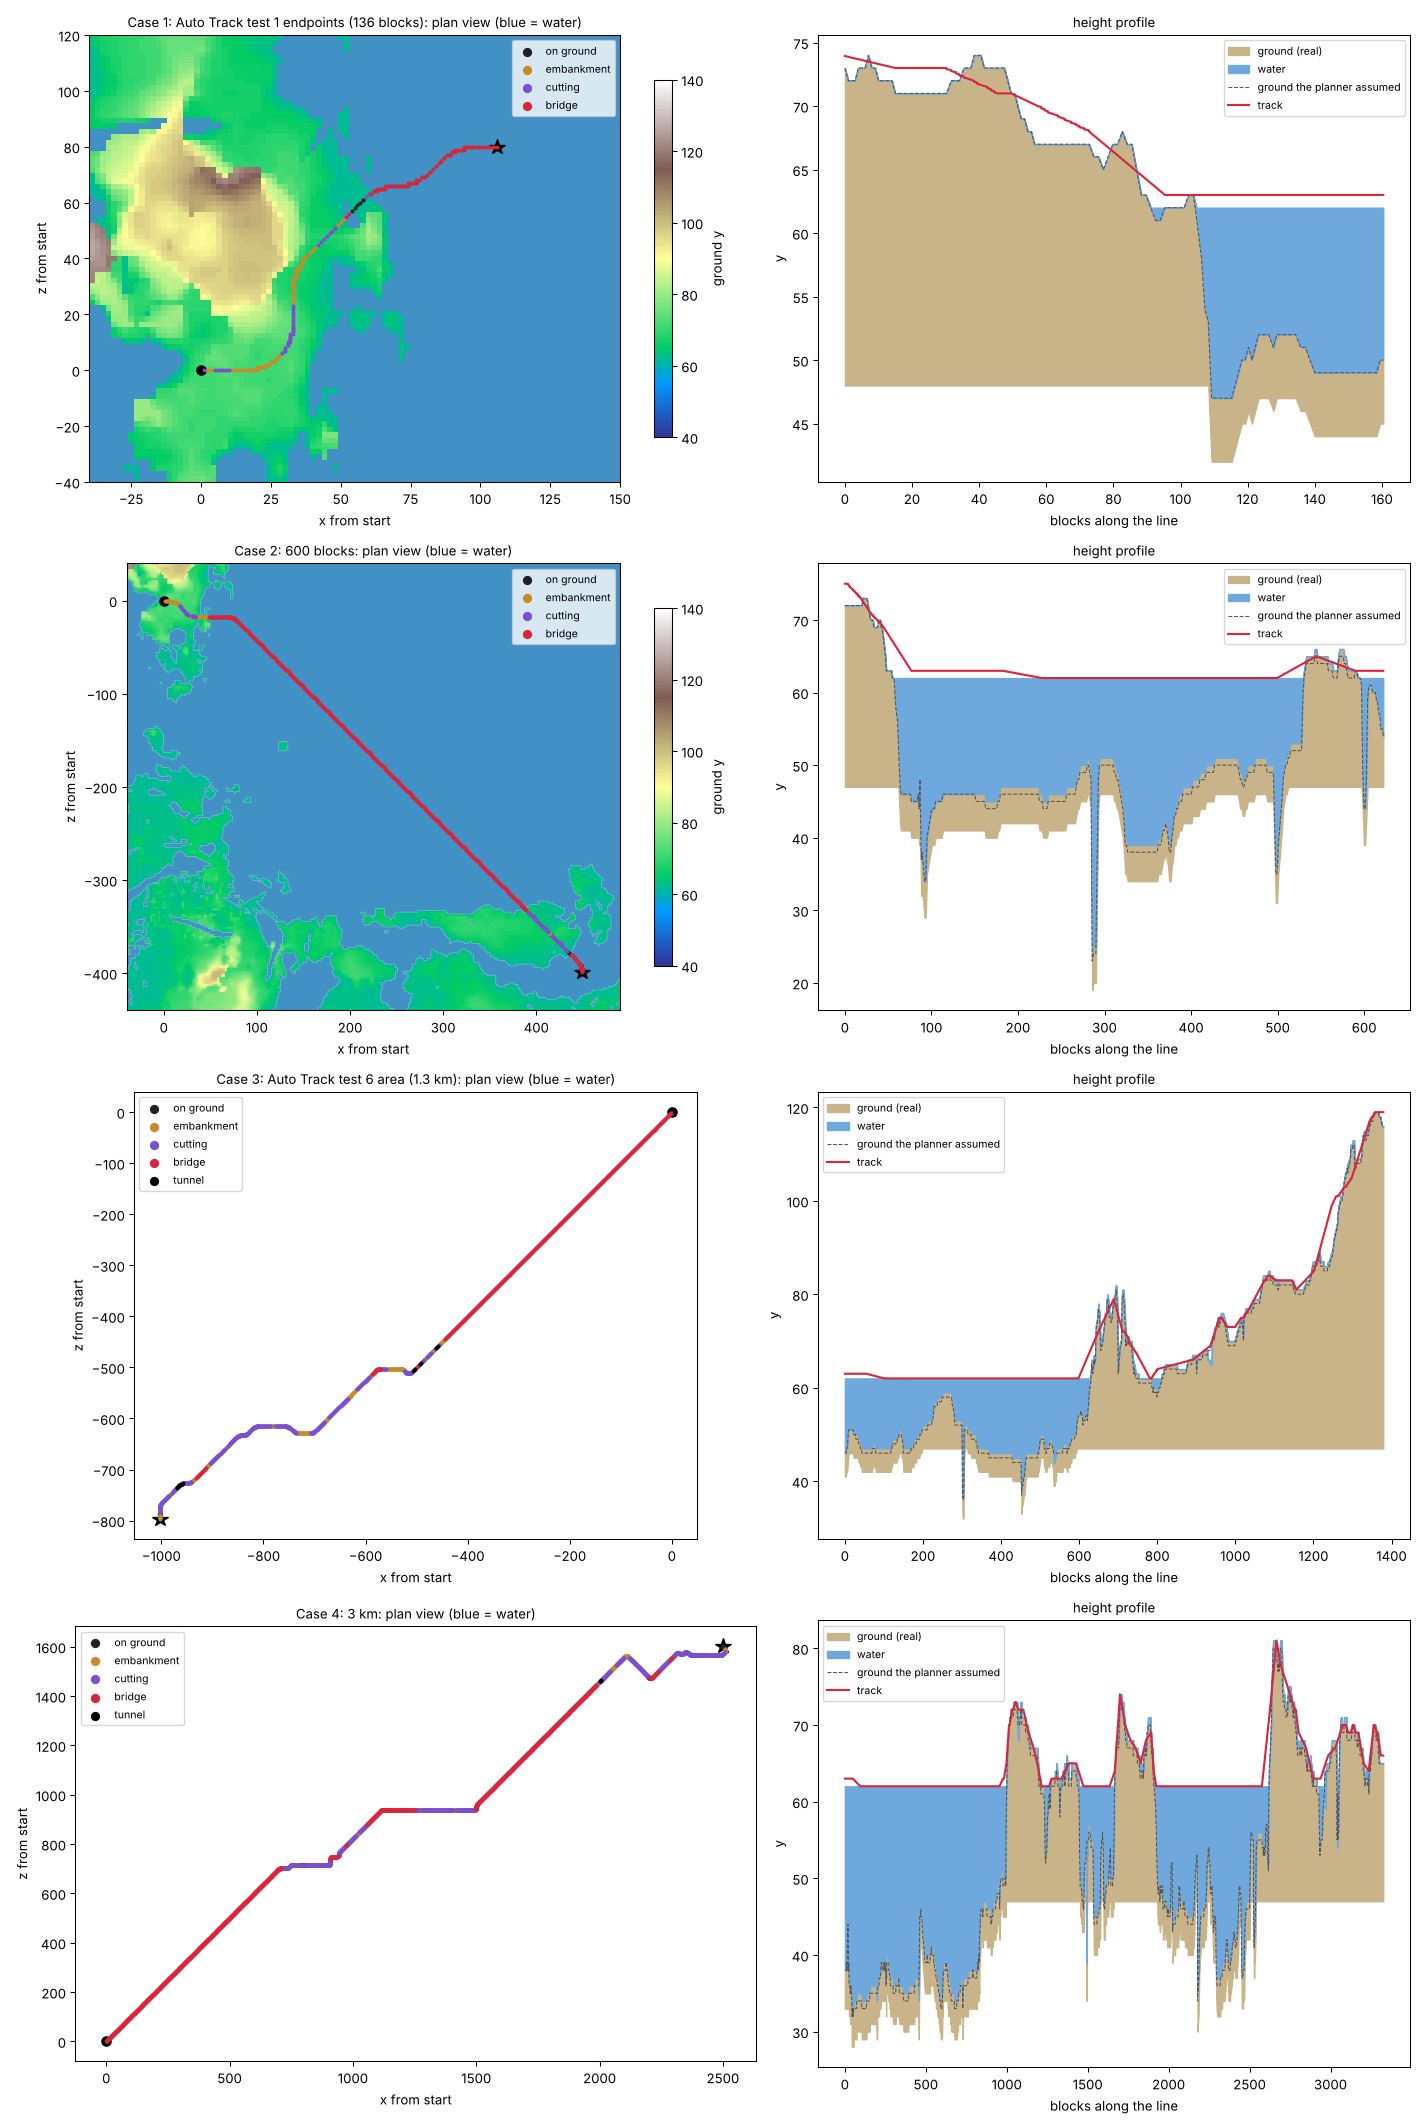 Case 1: Auto Track test 1 endpoints (136 blocks): plan view (blue = water)
120
100
80
60
40
20
0
−20
−40
z from start
−25
0
25
50
75
100
125
150
x from start
on ground
embankment
cutting
bridge
140
120
100
80
60
40
ground y
height profile
75
70
65
60
55
50
45
y
0
20
40
60
80
100
120
140
160
blocks along the line
ground (real)
water
ground the planner assumed
track
Case 2: 600 blocks: plan view (blue = water)
0
−100
−200
−300
−400
z from start
0
100
200
300
400
x from start
on ground
embankment
cutting
bridge
140
120
100
80
60
40
ground y
height profile
70
60
50
40
30
20
y
0
100
200
300
400
500
600
blocks along the line
ground (real)
water
ground the planner assumed
track
Case 3: Auto Track test 6 area (1.3 km): plan view (blue = water)
0
−100
−200
−300
−400
−500
−600
−700
−800
z from start
−1000
−800
−600
−400
−200
0
x from start
on ground
embankment
cutting
bridge
tunnel
height profile
120
100
80
60
40
y
0
200
400
600
800
1000
1200
1400
blocks along the line
ground (real)
water
ground the planner assumed
track
Case 4: 3 km: plan view (blue = water)
1600
1400
1200
1000
800
600
400
200
0
z from start
0
500
1000
1500
2000
2500
x from start
on ground
embankment
cutting
bridge
tunnel
height profile
80
70
60
50
40
30
y
0
500
1000
1500
2000
2500
3000
blocks along the line
ground (real)
water
ground the planner assumed
track